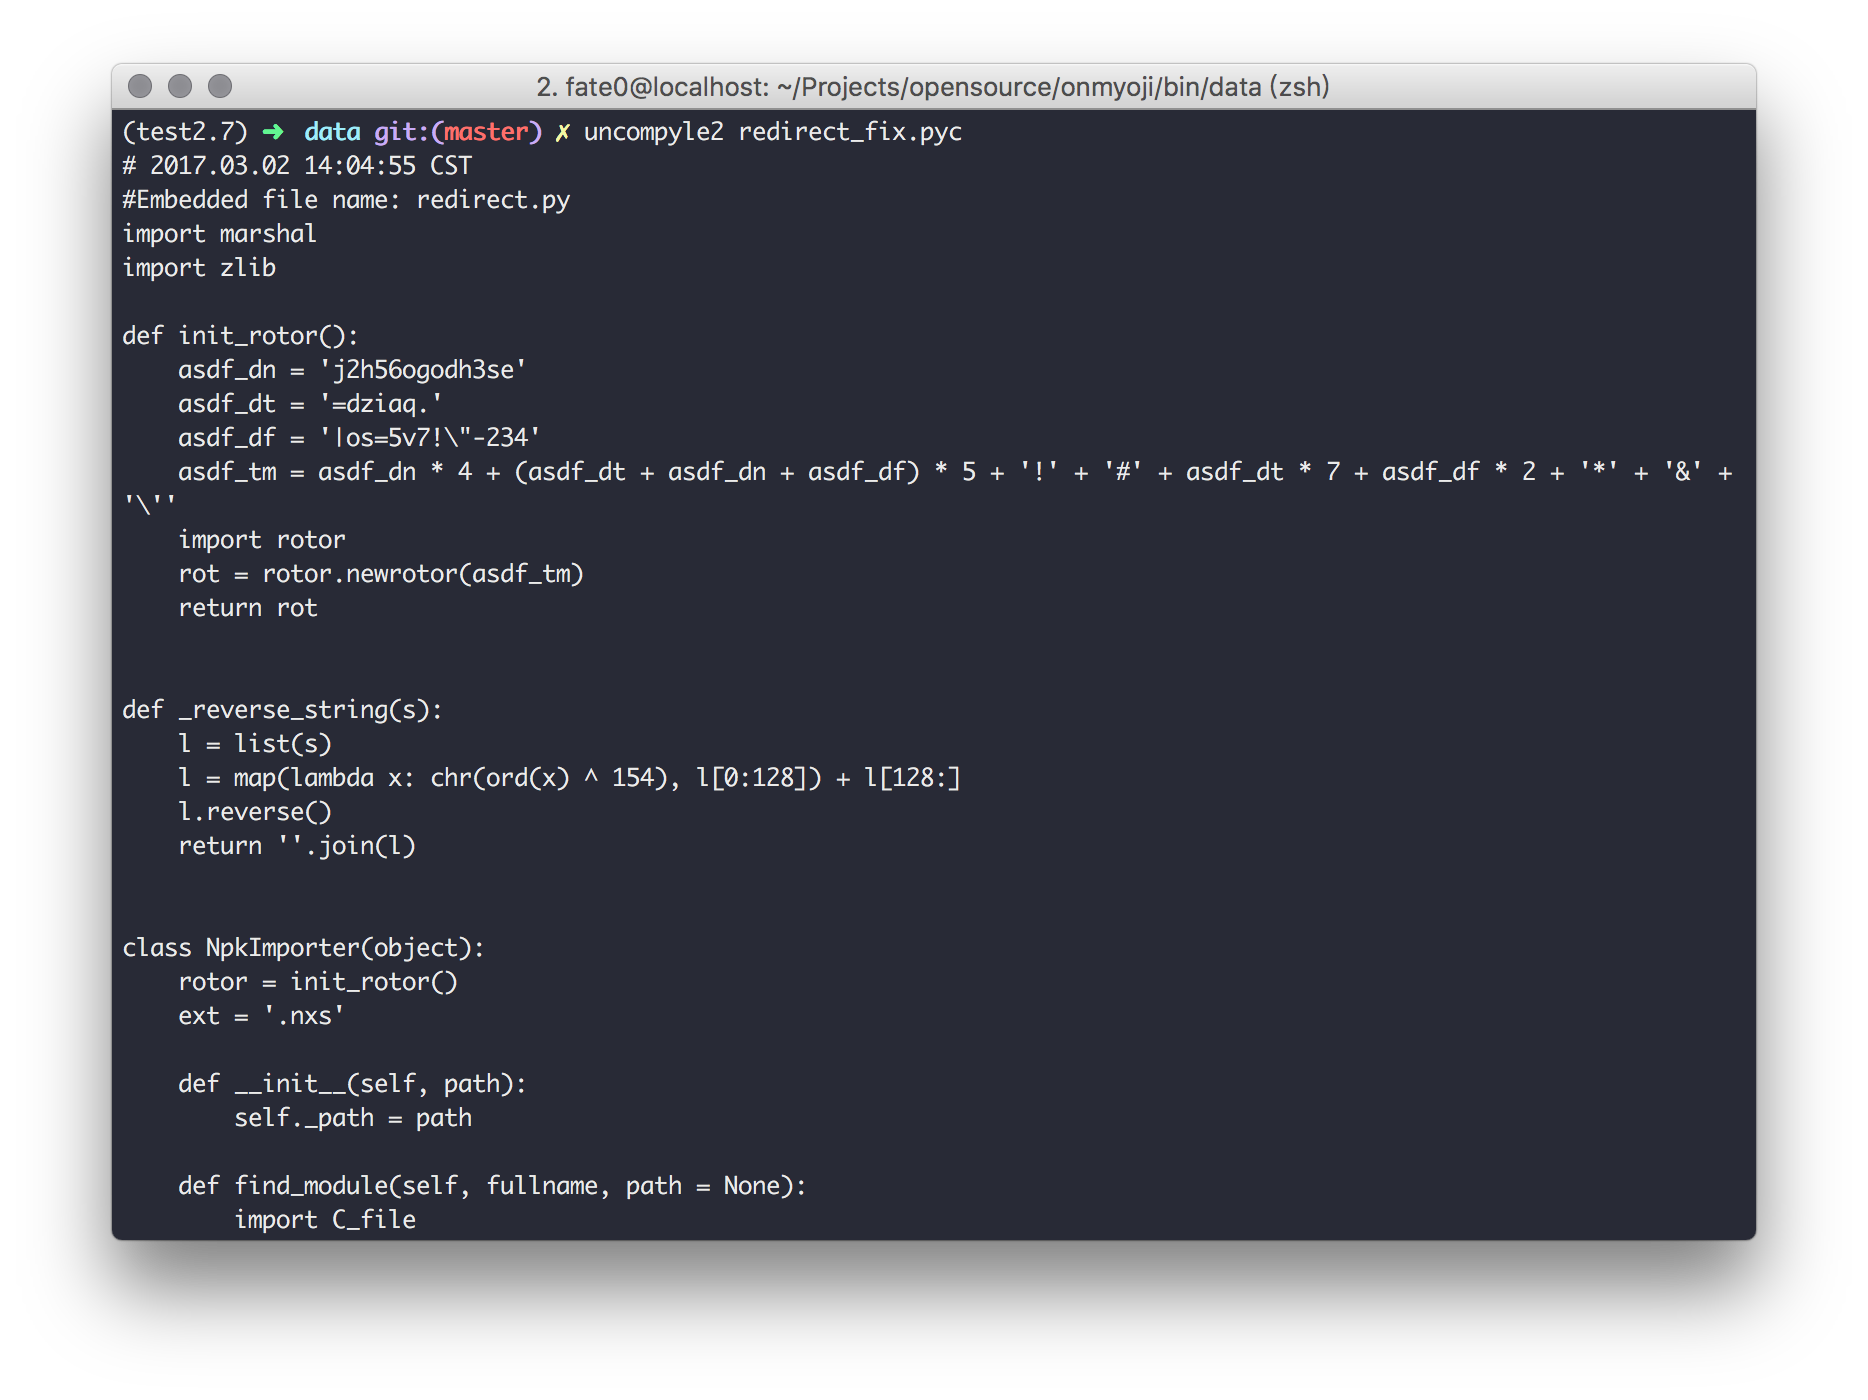 2. fate0@localhost: ~/Projects/opensource/onmyoji/bin/data (zsh)
(test2.7) ➜  data git:(master) ✗ uncompyle2 redirect_fix.pyc
# 2017.03.02 14:04:55 CST
#Embedded file name: redirect.py
import marshal
import zlib

def init_rotor():
    asdf_dn = 'j2h56ogodh3se'
    asdf_dt = '=dziaq.'
    asdf_df = '|os=5v7!\"-234'
    asdf_tm = asdf_dn * 4 + (asdf_dt + asdf_dn + asdf_df) * 5 + '!' + '#' + asdf_dt * 7 + asdf_df * 2 + '*' + '&' +
'\''
    import rotor
    rot = rotor.newrotor(asdf_tm)
    return rot


def _reverse_string(s):
    l = list(s)
    l = map(lambda x: chr(ord(x) ^ 154), l[0:128]) + l[128:]
    l.reverse()
    return ''.join(l)


class NpkImporter(object):
    rotor = init_rotor()
    ext = '.nxs'

    def __init__(self, path):
        self._path = path

    def find_module(self, fullname, path = None):
        import C_file